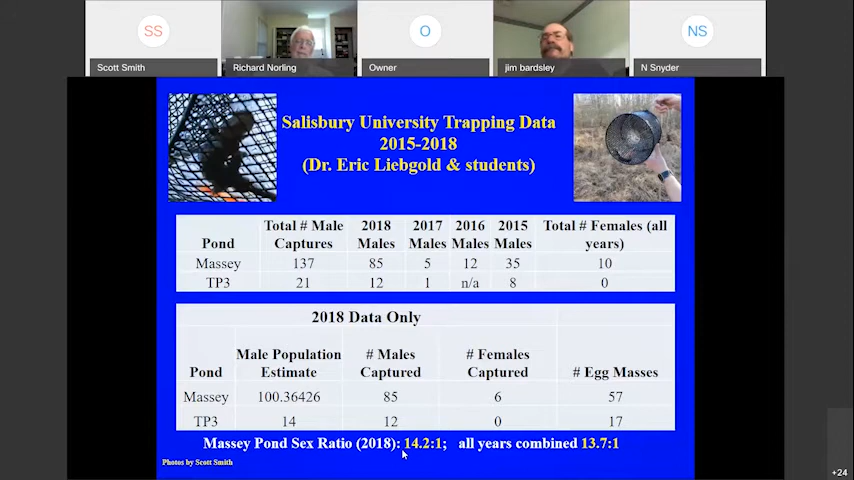 SS
O
NS
Scott Smith
Richard Norling
Owner
jim bardsley
N Snyder
Salisbury University Trapping Data
2015-2018
(Dr. Eric Liebgold & students)
Pond Total # Male Captures 2018 Males 2017 Males 2016 Males 2015 Males Total # Females (all years)
Massey 137 85 5 12 35 10
TP3 21 12 1 n/a 8 0
2018 Data Only
Pond Male Population Estimate # Males Captured # Females Captured # Egg Masses
Massey 100.36426 85 6 57
TP3 14 12 0 17
Massey Pond Sex Ratio (2018): 14.2:1; all years combined 13.7:1
Photos by Scott Smith
+24